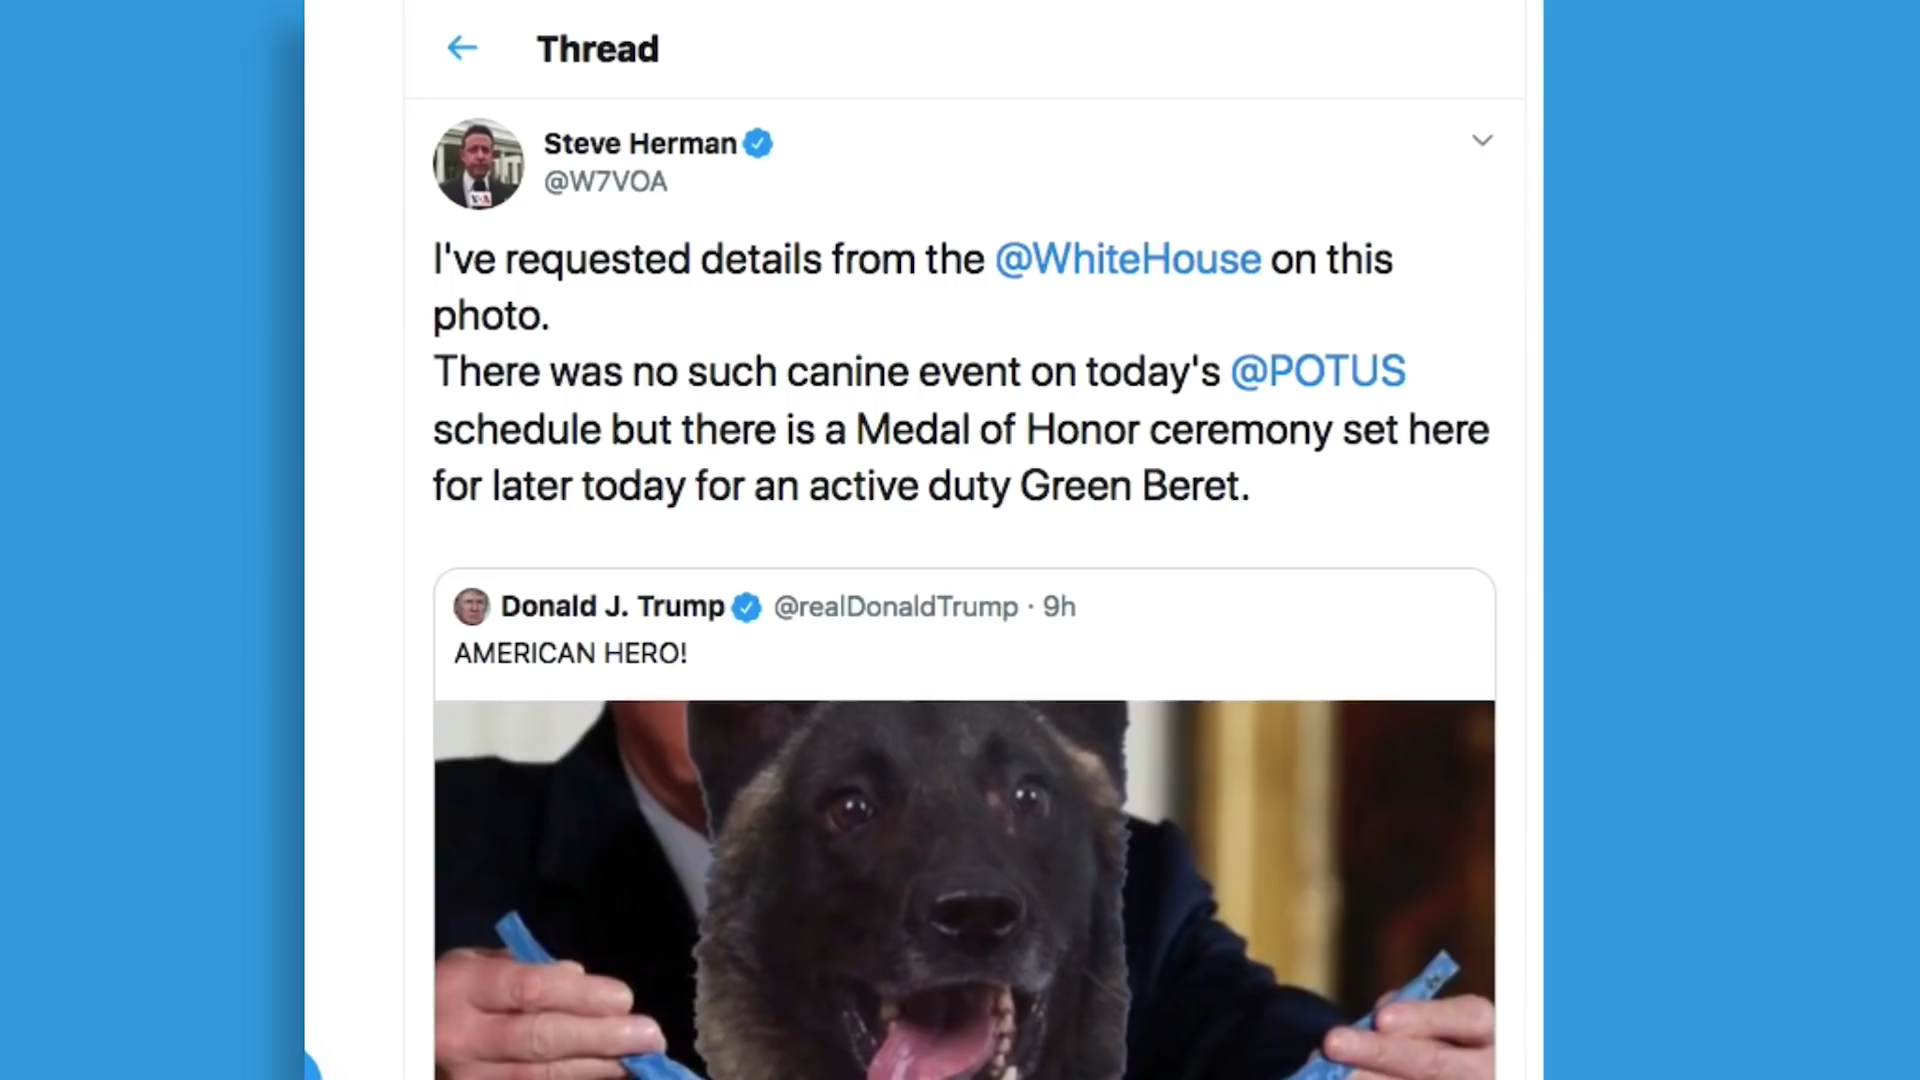 Thread
Steve Herman
@W7VOA
I've requested details from the @WhiteHouse on this
photo.
There was no such canine event on today's @POTUS
schedule but there is a Medal of Honor ceremony set here
for later today for an active duty Green Beret.
Donald J. Trump @realDonaldTrump · 9h
AMERICAN HERO!
VOA